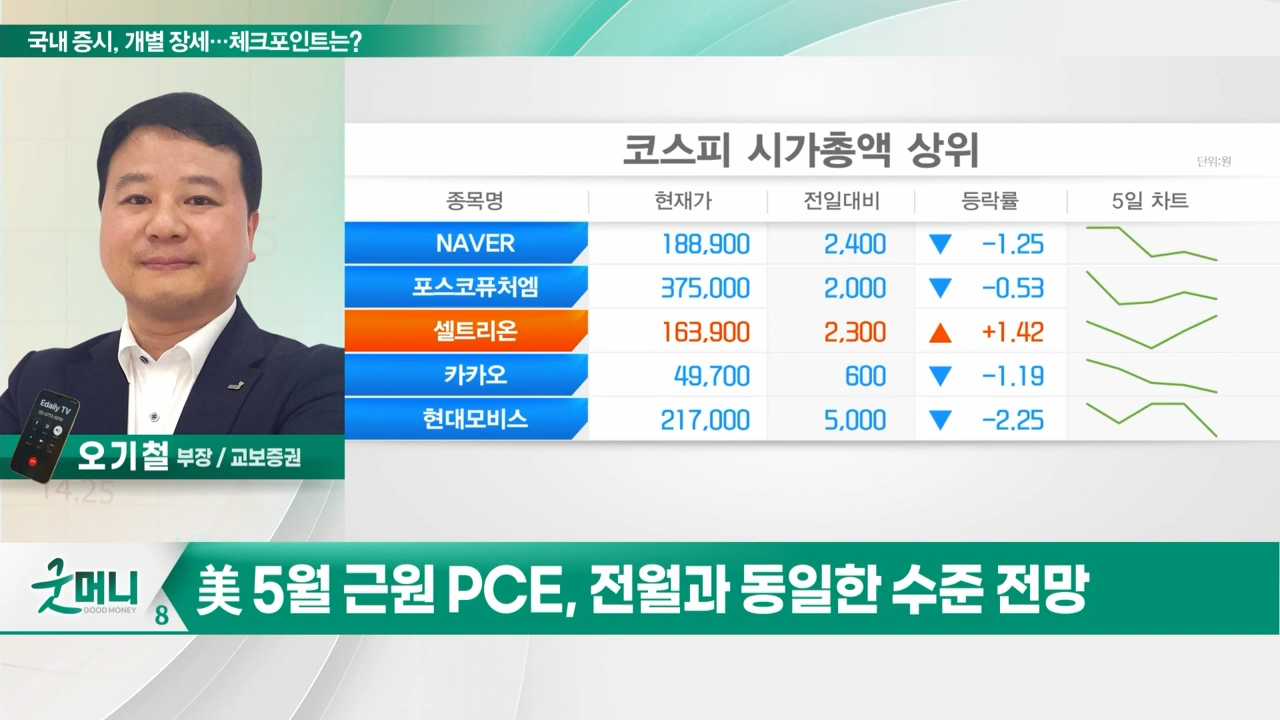 국내 증시, 개별 장세…체크포인트는?
코스피 시가총액 상위
단위:원
종목명 현재가 전일대비 등락률 5일 차트
NAVER 188,900 2,400 ▼ -1.25
포스코퓨처엠 375,000 2,000 ▼ -0.53
셀트리온 163,900 2,300 ▲ +1.42
카카오 49,700 600 ▼ -1.19
현대모비스 217,000 5,000 ▼ -2.25
Edaily TV
오기철 부장 / 교보증권
14.25
굿머니
GOOD MONEY
8
美 5월 근원 PCE, 전월과 동일한 수준 전망